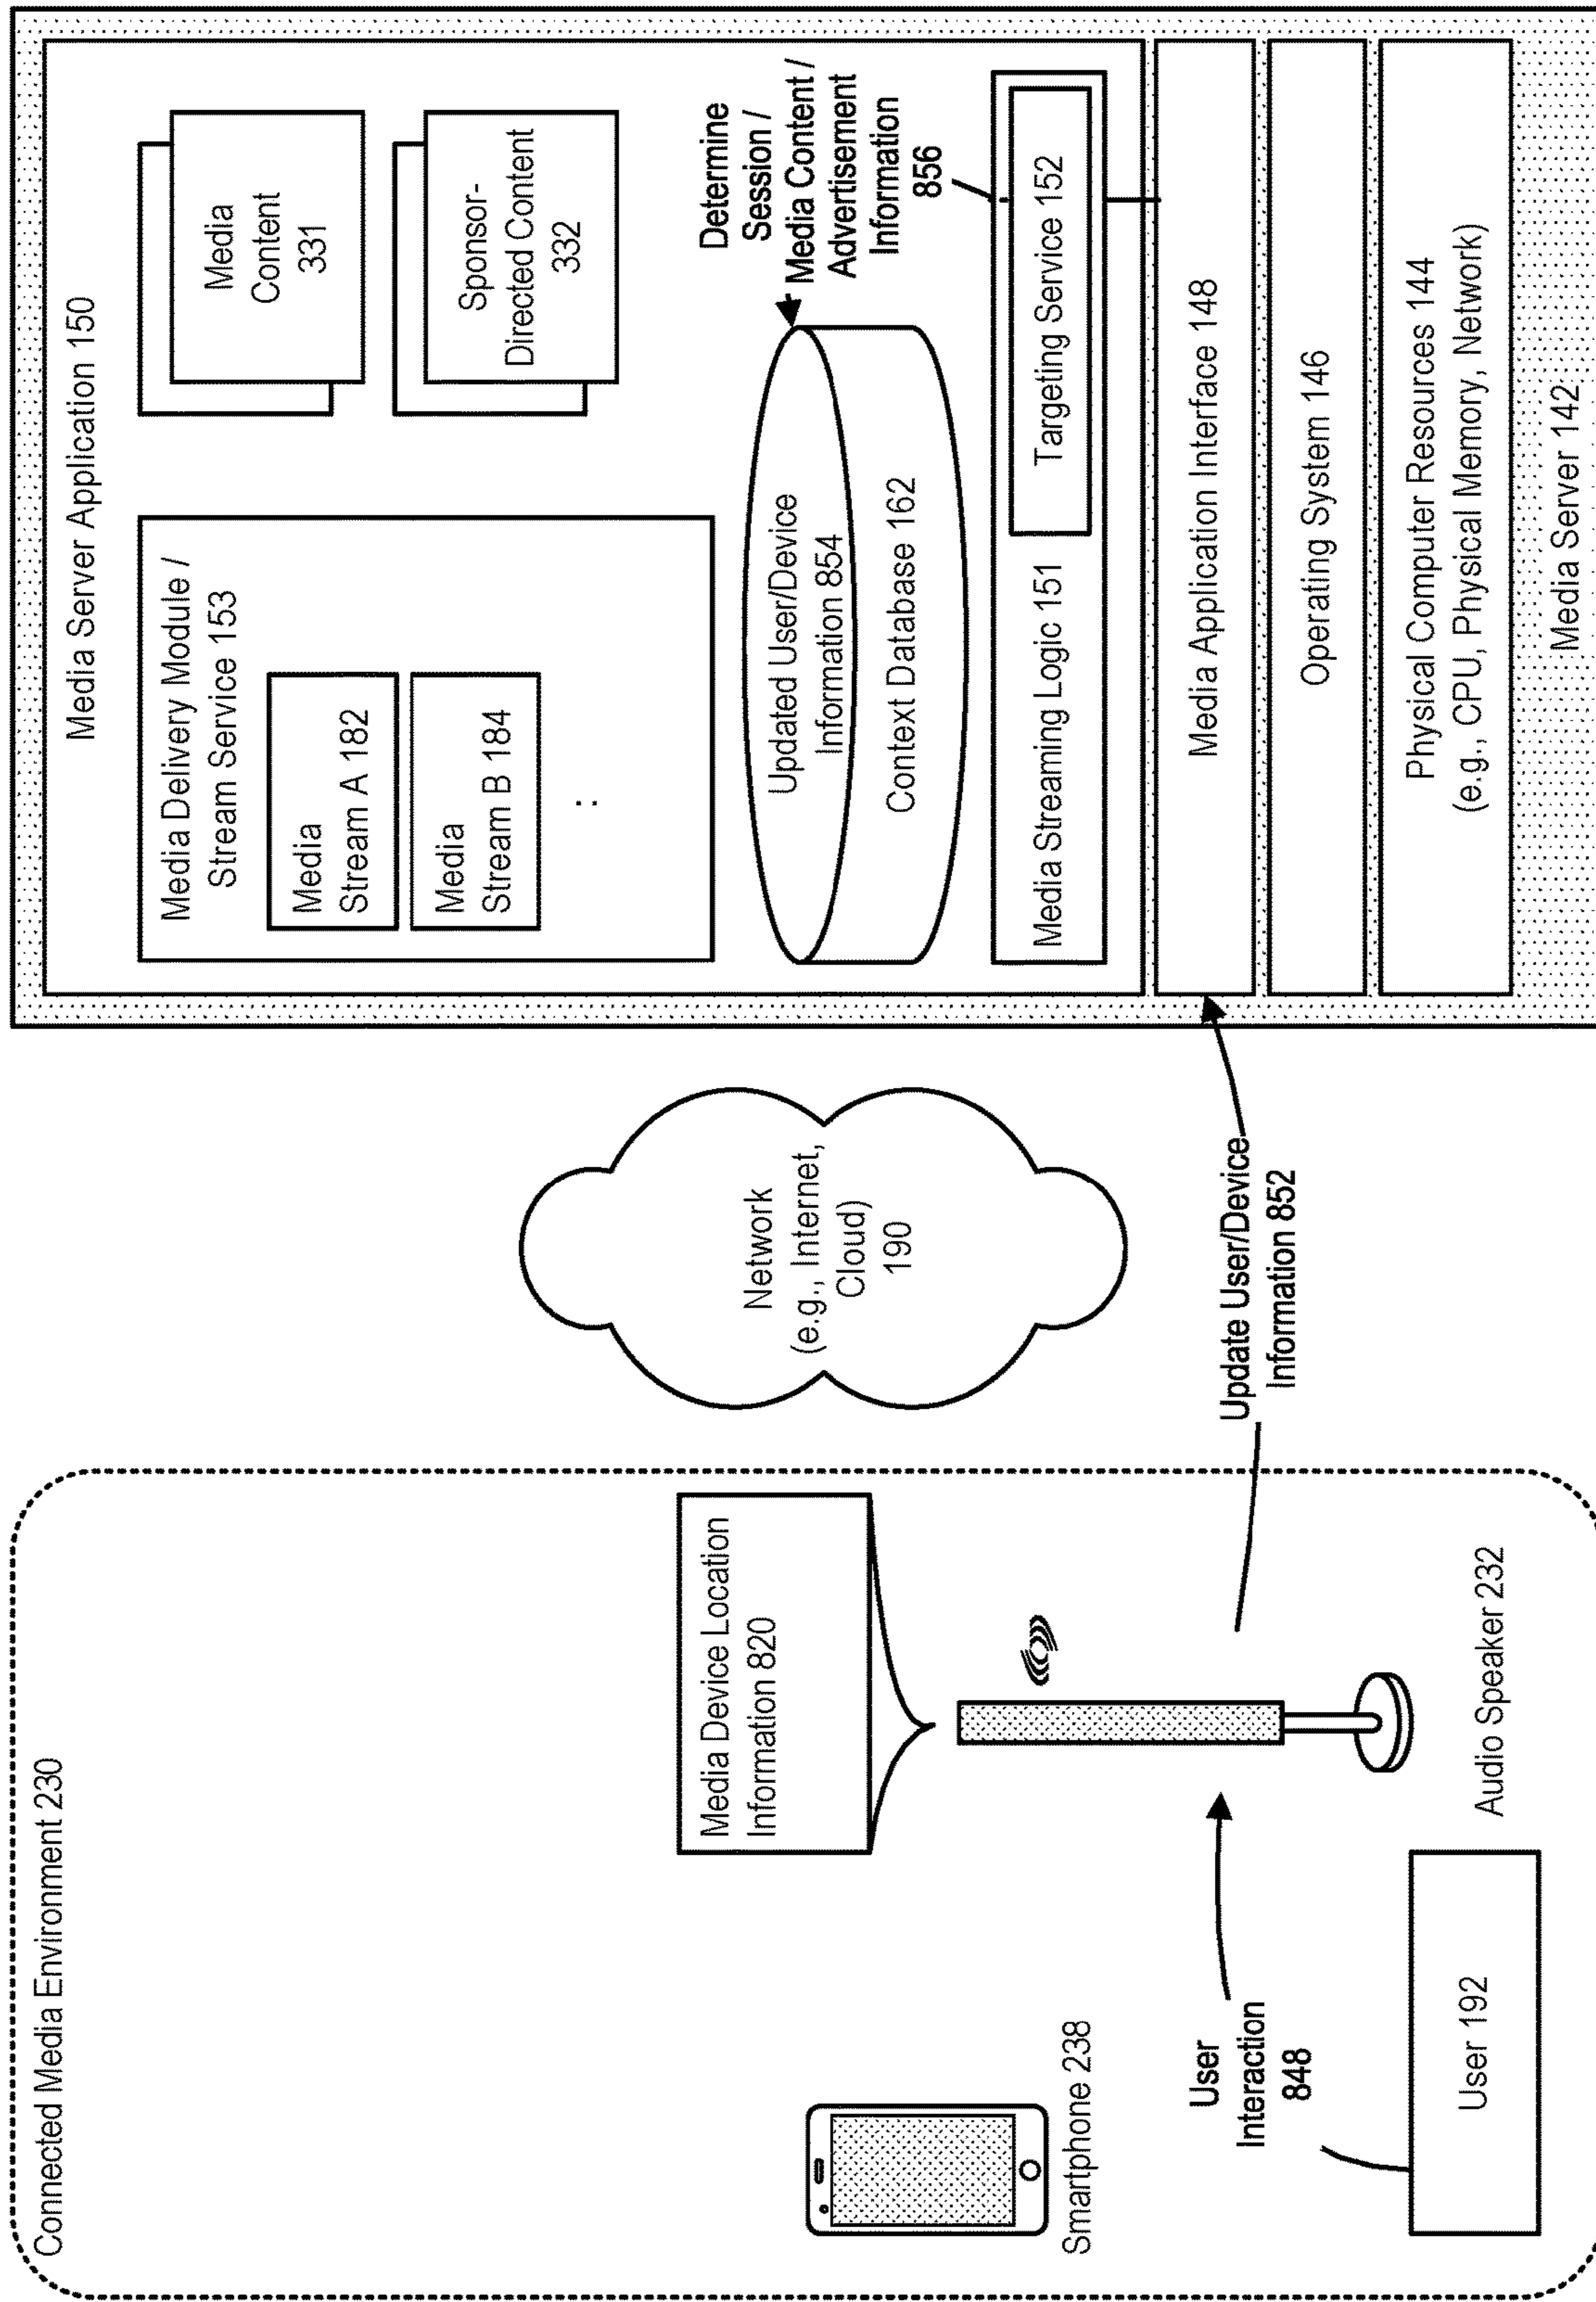 Connected Media Environment 230
Smartphone 238
User
Interaction
848
User 192
Media Device Location
Information 820
Audio Speaker 232
Update User/Device
Information 852
Network
(e.g., Internet,
Cloud)
190
Media Server Application 150
Media Delivery Module /
Stream Service 153
Media
Stream A 182
Media
Stream B 184
:
Media
Content
331
Sponsor-
Directed Content
332
Updated User/Device
Information 854
Context Database 162
Determine
Session /
Media Content /
Advertisement
Information
856
Media Streaming Logic 151
Targeting Service 152
Media Application Interface 148
Operating System 146
Physical Computer Resources 144
(e.g., CPU, Physical Memory, Network)
Media Server 142